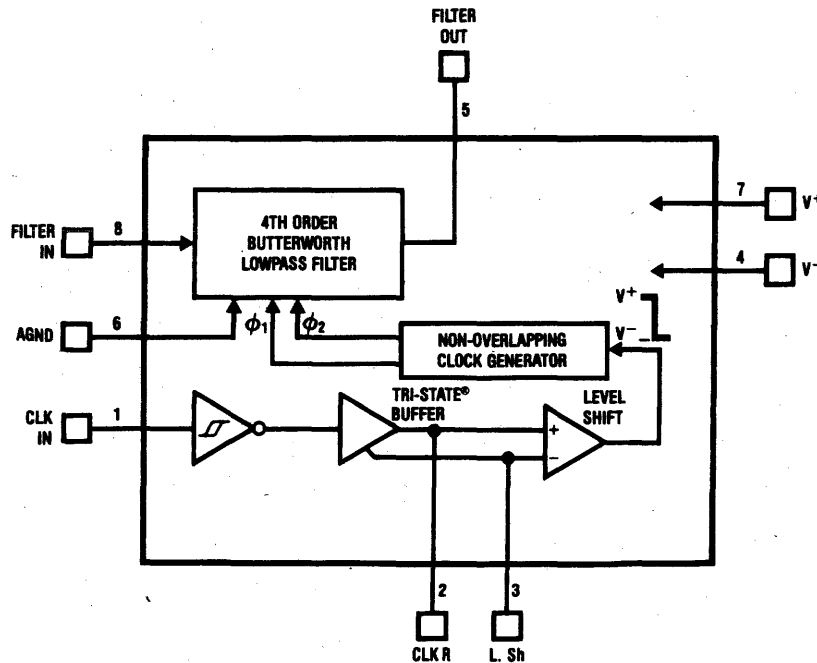 FILTER
OUT
5
7
V+
FILTER
IN
8
4TH ORDER
BUTTERWORTH
LOWPASS FILTER
4
V-
V+
AGND
6
ϕ1
ϕ2
NON-OVERLAPPING
CLOCK GENERATOR
V-
CLK
IN
1
TRI-STATE®
BUFFER
LEVEL
SHIFT
+
-
2
3
CLK R
L. Sh